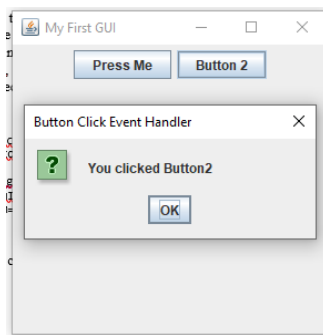 My First GUI
Press Me Button 2
Button Click Event Handler
You clicked Button2
OK